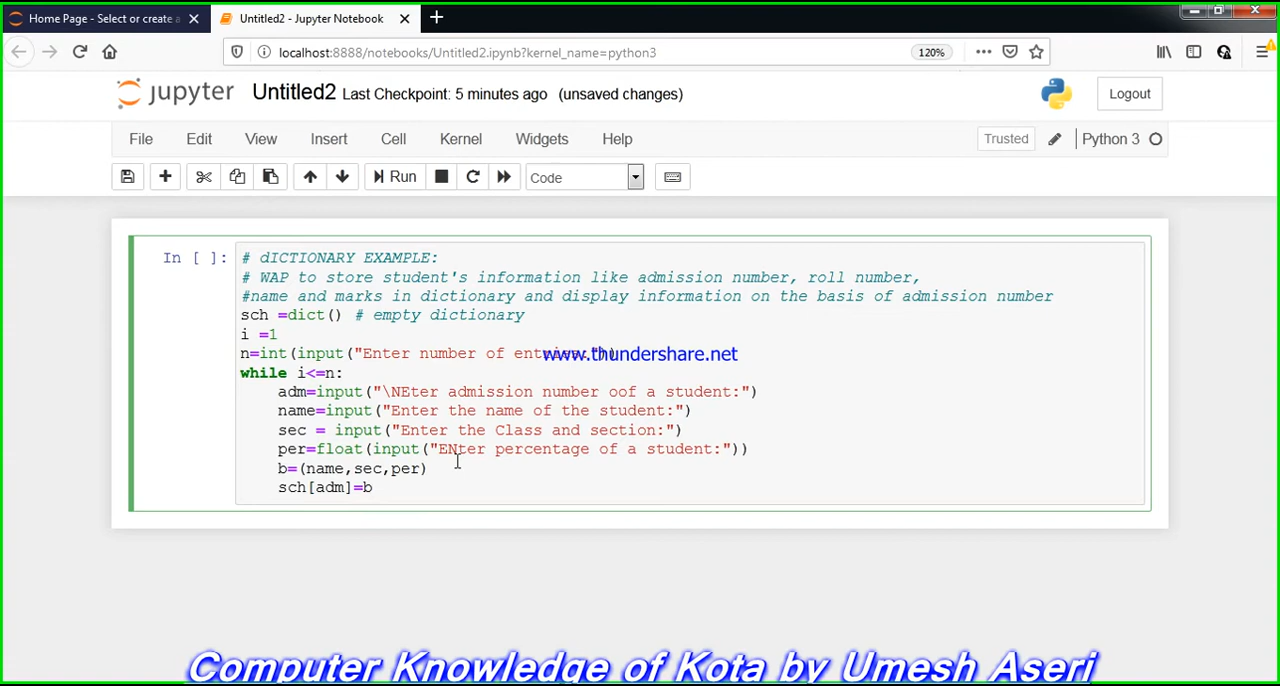 Home Page - Select or create a
Untitled2 - Jupyter Notebook
localhost:8888/notebooks/Untitled2.ipynb?kernel_name=python3
120%
jupyter Untitled2 Last Checkpoint: 5 minutes ago (unsaved changes)
Logout
File Edit View Insert Cell Kernel Widgets Help
Trusted
Python 3
Run
Code
In [ ]:
# dICTIONARY EXAMPLE:
# WAP to store student's information like admission number, roll number,
#name and marks in dictionary and display information on the basis of admission number
sch =dict() # empty dictionary
i =1
n=int(input("Enter number of entries:"))
www.thundershare.net
while i<=n:
adm=input("\NEter admission number oof a student:")
name=input("Enter the name of the student:")
sec = input("Enter the Class and section:")
per=float(input("ENter percentage of a student:"))
b=(name,sec,per)
sch[adm]=b
Computer Knowledge of Kota by Umesh Aseri